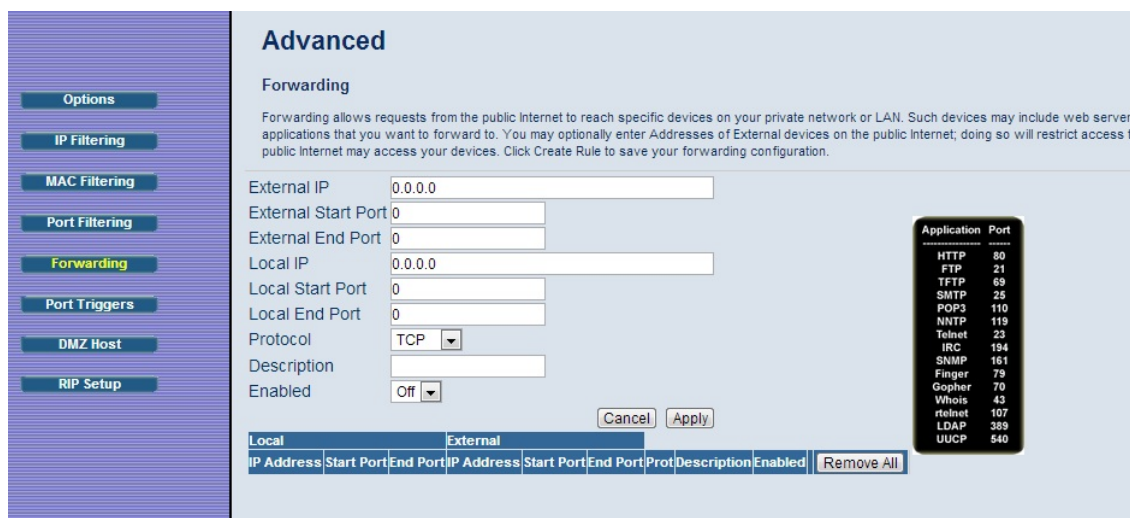 Advanced
Forwarding
Options
IP Filtering
MAC Filtering
Port Filtering
Forwarding
Port Triggers
DMZ Host
RIP Setup
Forwarding allows requests from the public Internet to reach specific devices on your private network or LAN. Such devices may include web server
applications that you want to forward to. You may optionally enter Addresses of External devices on the public Internet; doing so will restrict access
public Internet may access your devices. Click Create Rule to save your forwarding configuration.
External IP 0.0.0.0
External Start Port 0
External End Port 0
Local IP 0.0.0.0
Local Start Port 0
Local End Port 0
Protocol TCP
Description
Enabled Off
Cancel Apply
Local External
IP Address Start Port End Port IP Address Start Port End Port Prot Description Enabled Remove All
Application Port
HTTP 80
FTP 21
TFTP 69
SMTP 25
POP3 110
NNTP 119
Telnet 23
IRC 194
SNMP 161
Finger 79
Gopher 70
Whois 43
rtelnet 107
LDAP 389
UUCP 540